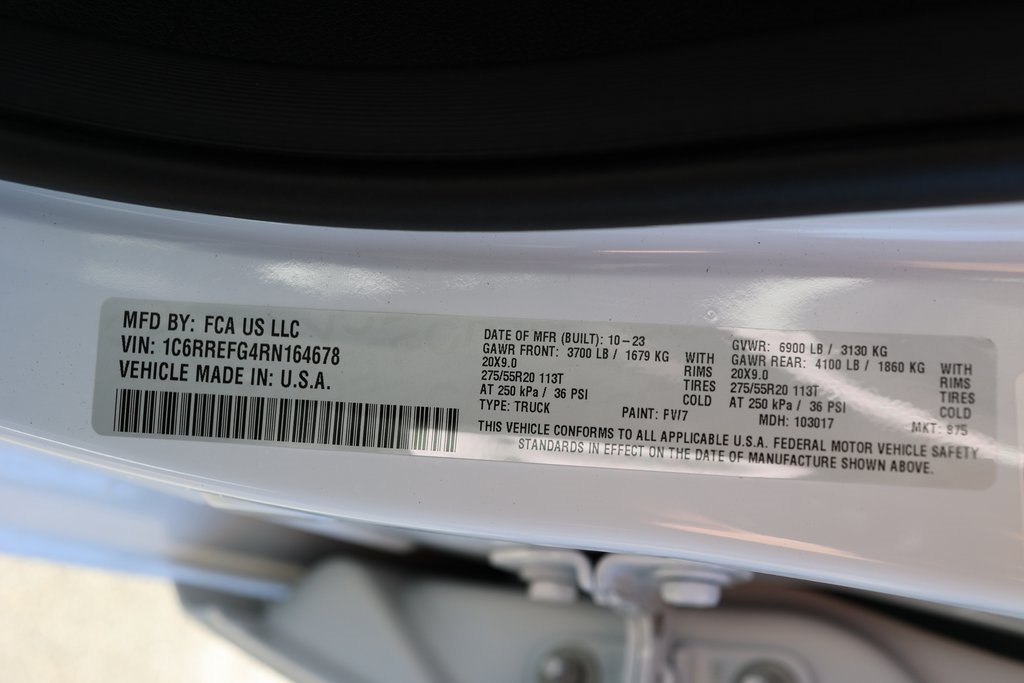 MFD BY: FCA US LLC
VIN: 1C6RREFG4RN164678
VEHICLE MADE IN: U.S.A.
DATE OF MFR (BUILT): 10-23
GAWR FRONT: 3700 LB / 1679 KG WITH
20X9.0 RIMS
275/55R20 113T TIRES
AT 250 kPa / 36 PSI COLD
TYPE: TRUCK PAINT: PW7
GVWR: 6900 LB / 3130 KG
GAWR REAR: 4100 LB / 1860 KG WITH
20X9.0 RIMS
275/55R20 113T TIRES
AT 250 kPa / 36 PSI COLD
MDH: 103017 MKT: 875
THIS VEHICLE CONFORMS TO ALL APPLICABLE U.S.A. FEDERAL MOTOR VEHICLE SAFETY
STANDARDS IN EFFECT ON THE DATE OF MANUFACTURE SHOWN ABOVE.